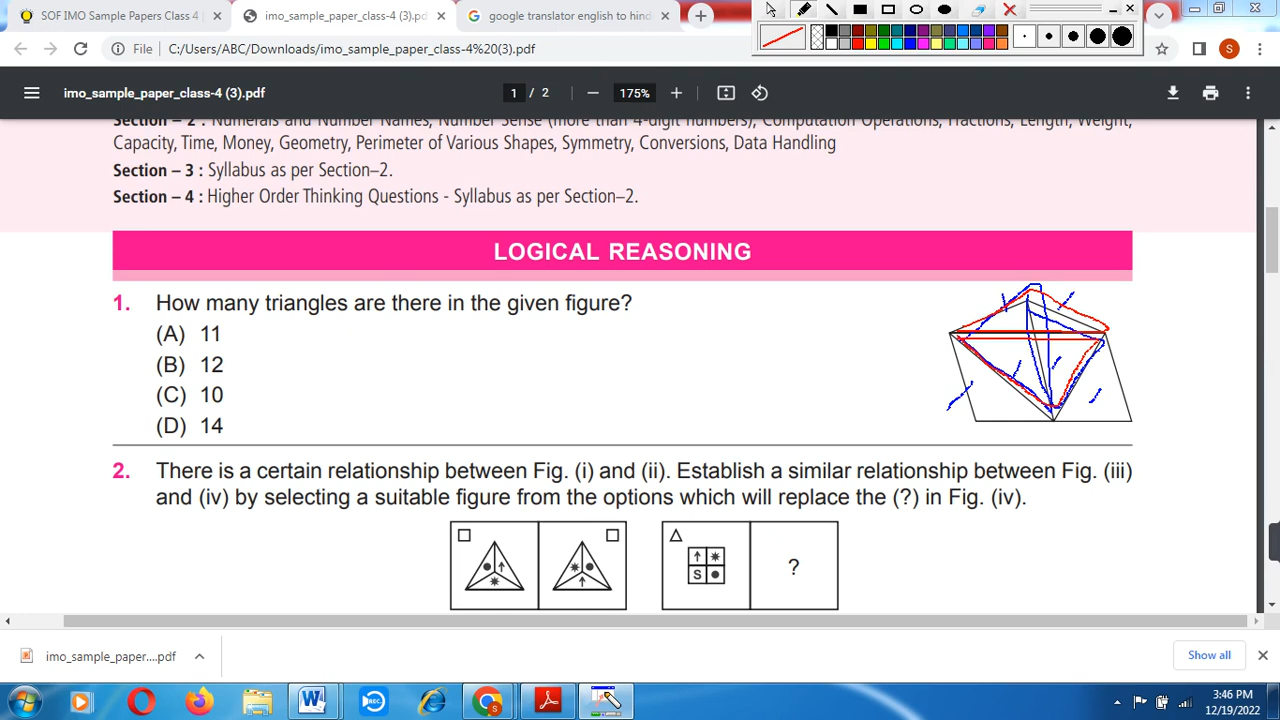 SOF IMO Sample Paper Class 4
imo_sample_paper_class-4 (3).pdf
google translator english to hind
File C:/Users/ABC/Downloads/imo_sample_paper_class-4%20(3).pdf
S
imo_sample_paper_class-4 (3).pdf
1 / 2
175%
Section – 2 : Numerals and Number Names, Number Sense (more than 4-digit numbers), Computation Operations, Fractions, Length, Weight,
Capacity, Time, Money, Geometry, Perimeter of Various Shapes, Symmetry, Conversions, Data Handling
Section – 3 : Syllabus as per Section–2.
Section – 4 : Higher Order Thinking Questions - Syllabus as per Section–2.
LOGICAL REASONING
1. How many triangles are there in the given figure?
(A) 11
(B) 12
(C) 10
(D) 14
2. There is a certain relationship between Fig. (i) and (ii). Establish a similar relationship between Fig. (iii)
and (iv) by selecting a suitable figure from the options which will replace the (?) in Fig. (iv).
S
?
imo_sample_paper....pdf
Show all
W
REC
3:46 PM
12/19/2022